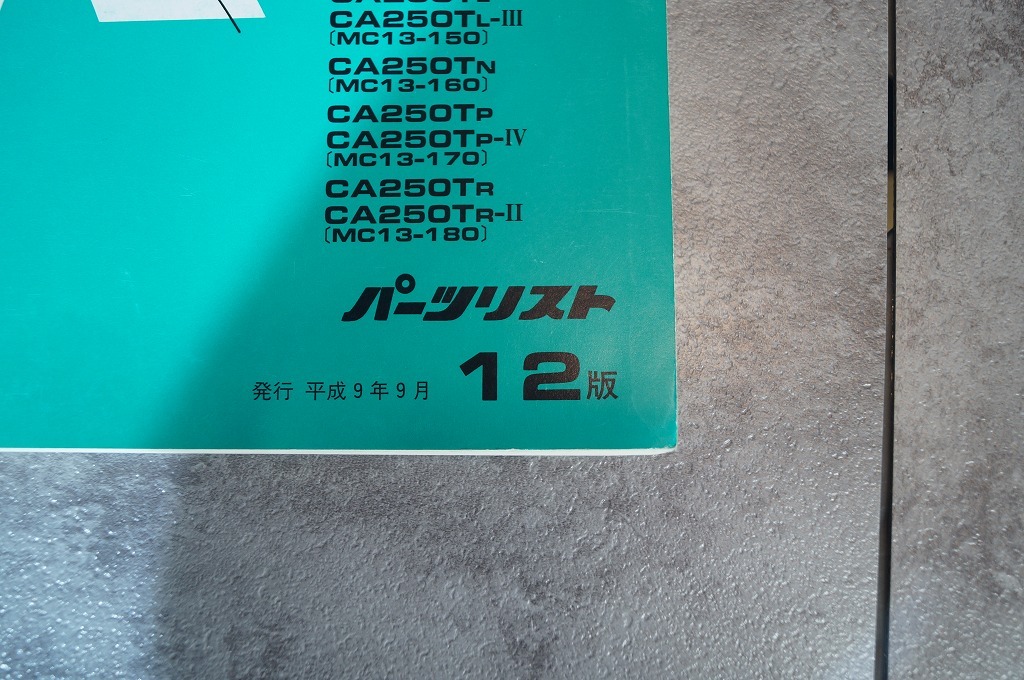 CA250TL-III
〔MC13-150〕
CA250TN
〔MC13-160〕
CA250TP
CA250TP-IV
〔MC13-170〕
CA250TR
CA250TR-II
〔MC13-180〕
パーツリスト
発行 平成9年9月 12版